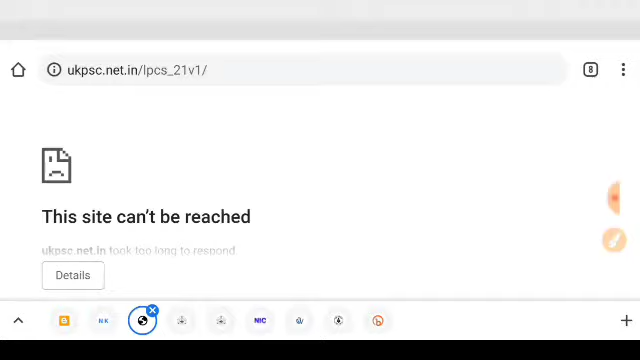 ukpsc.net.in/lpcs_21v1/
8
This site can't be reached
ukpsc.net.in took too long to respond
Details
NK
NIC